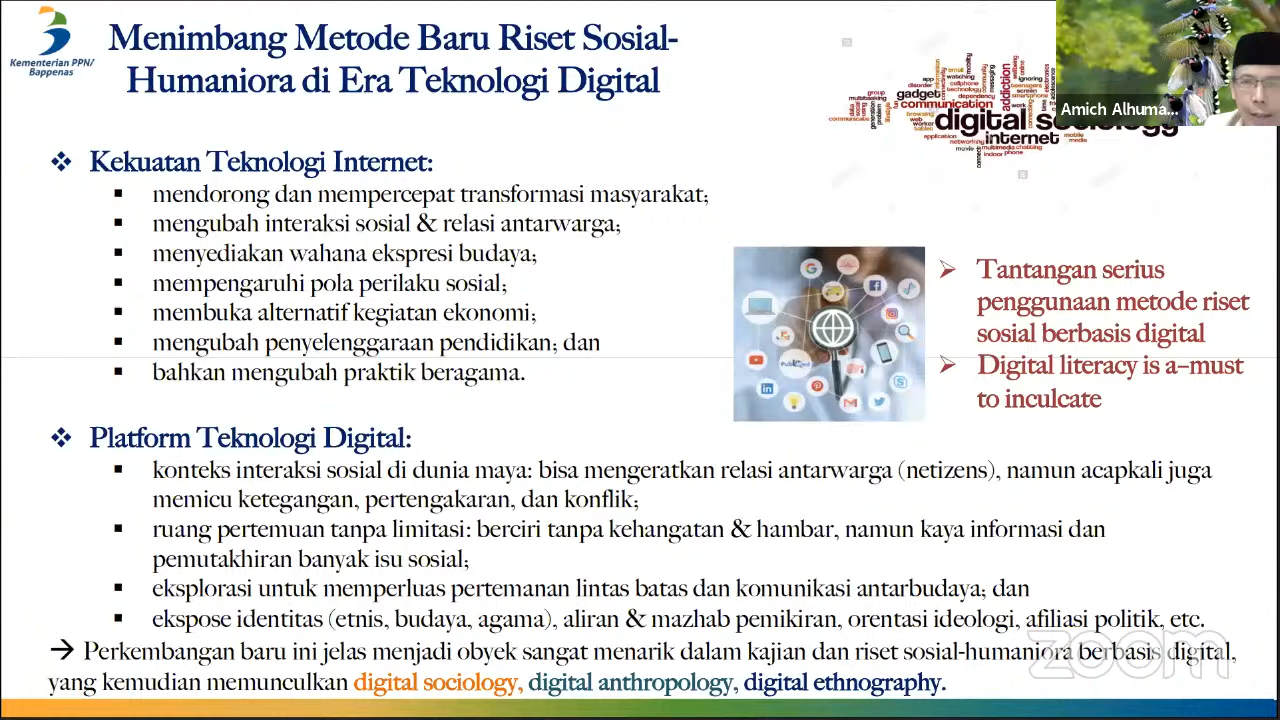 Kementerian PPN/
Bappenas
Menimbang Metode Baru Riset Sosial-
Humaniora di Era Teknologi Digital
gadget
communication
addiction
digital sociology
internet
Amich Alhuma...
❖ Kekuatan Teknologi Internet:
▪ mendorong dan mempercepat transformasi masyarakat;
▪ mengubah interaksi sosial & relasi antarwarga;
▪ menyediakan wahana ekspresi budaya;
▪ mempengaruhi pola perilaku sosial;
▪ membuka alternatif kegiatan ekonomi;
▪ mengubah penyelenggaraan pendidikan; dan
▪ bahkan mengubah praktik beragama.
➢ Tantangan serius
penggunaan metode riset
sosial berbasis digital
➢ Digital literacy is a–must
to inculcate
❖ Platform Teknologi Digital:
▪ konteks interaksi sosial di dunia maya: bisa mengeratkan relasi antarwarga (netizens), namun acapkali juga
memicu ketegangan, pertengakaran, dan konflik;
▪ ruang pertemuan tanpa limitasi: berciri tanpa kehangatan & hambar, namun kaya informasi dan
pemutakhiran banyak isu sosial;
▪ eksplorasi untuk memperluas pertemanan lintas batas dan komunikasi antarbudaya; dan
▪ ekspose identitas (etnis, budaya, agama), aliran & mazhab pemikiran, orentasi ideologi, afiliasi politik, etc.
→ Perkembangan baru ini jelas menjadi obyek sangat menarik dalam kajian dan riset sosial-humaniora berbasis digital,
yang kemudian memunculkan digital sociology, digital anthropology, digital ethnography.
zoom